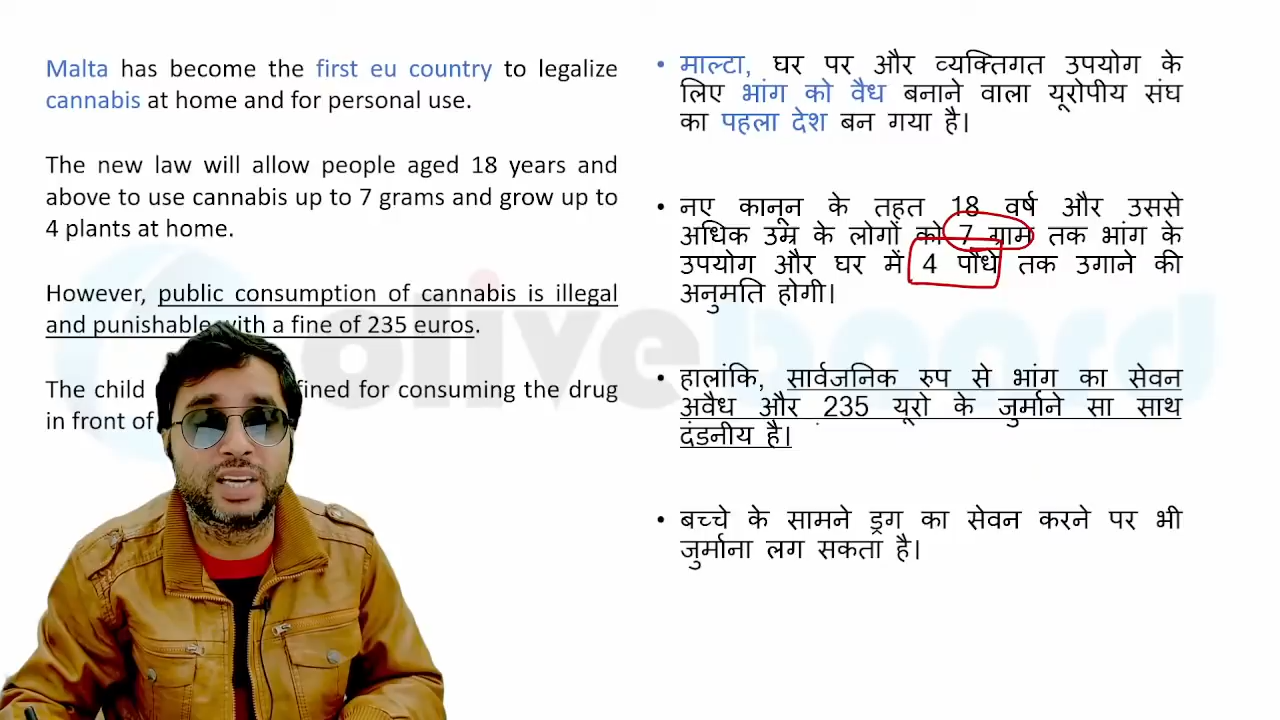 Malta has become the first eu country to legalize
cannabis at home and for personal use.
The new law will allow people aged 18 years and
above to use cannabis up to 7 grams and grow up to
4 plants at home.
However, public consumption of cannabis is illegal
and punishable with a fine of 235 euros.
The child fined for consuming the drug
in front of
माल्टा, घर पर और व्यक्तिगत उपयोग के
लिए भांग को वैध बनाने वाला यूरोपीय संघ
का पहला देश बन गया है।
नए कानून के तहत 18 वर्ष और उससे
अधिक उम्र के लोगों को 7 ग्राम तक भांग के
उपयोग और घर में 4 पौधे तक उगाने की
अनुमति होगी।
हालांकि, सार्वजनिक रुप से भांग का सेवन
अवैध और 235 यूरो के जुर्माने सा साथ
दंडनीय है।
बच्चे के सामने ड्रग का सेवन करने पर भी
जुर्माना लग सकता है।
oliveboard